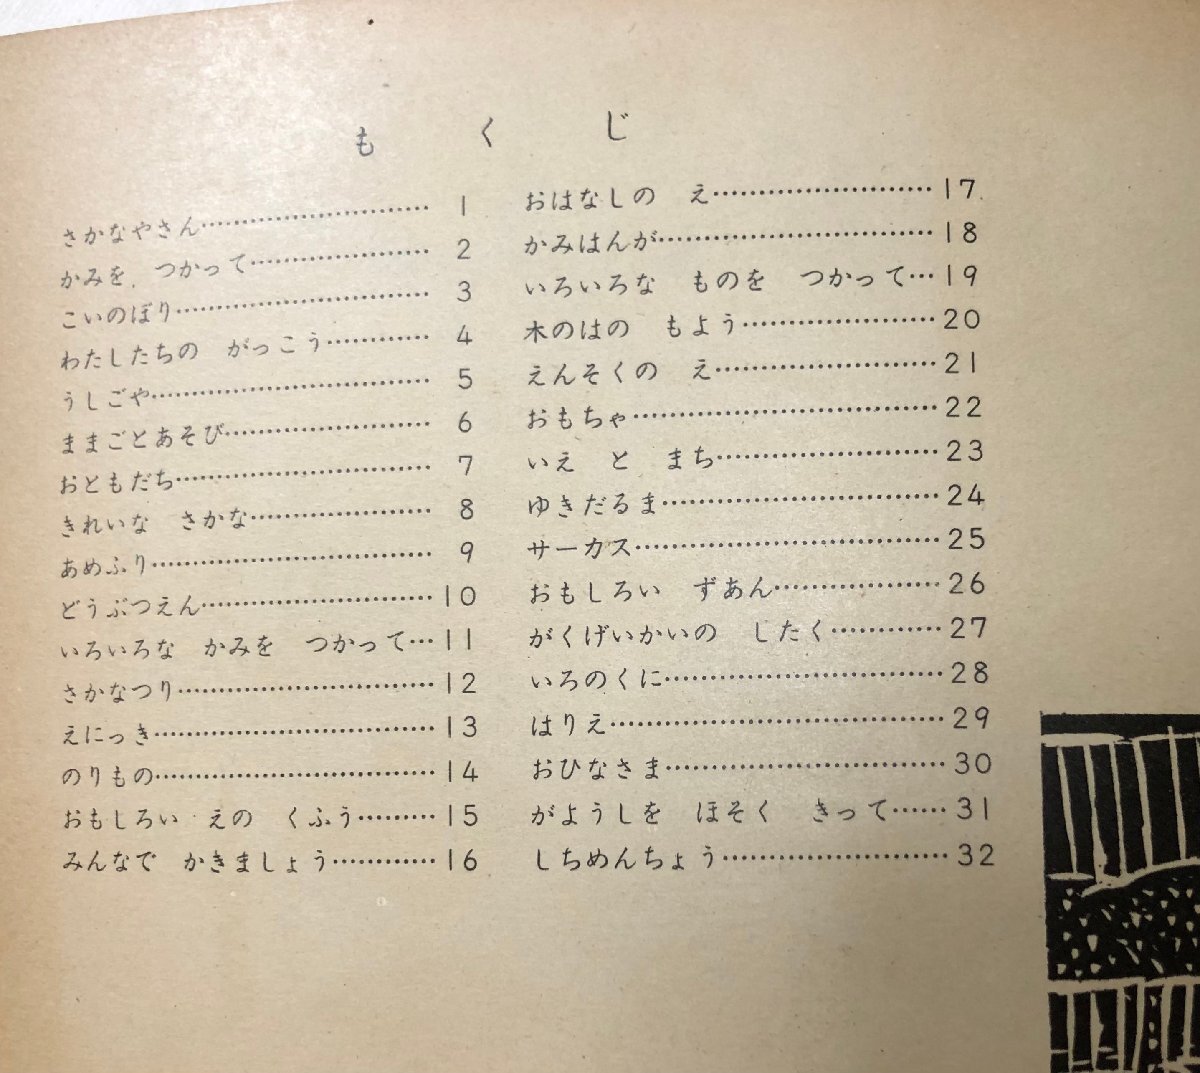 もくじ
さかなやさん…………………………1
かみを つかって…………………2
こいのぼり…………………………3
わたしたちの がっこう…………4
うしごや……………………………5
ままごとあそび……………………6
おともだち…………………………7
きれいな さかな…………………8
あめふり……………………………9
どうぶつえん………………………10
いろいろな かみを つかって…11
さかなつり…………………………12
えにっき……………………………13
のりもの……………………………14
おもしろい えの くふう………15
みんなで かきましょう…………16
おはなしの え……………………17
かみはんが…………………………18
いろいろな ものを つかって…19
木のはの もよう…………………20
えんそくの え……………………21
おもちゃ……………………………22
いえ と まち……………………23
ゆきだるま…………………………24
サーカス……………………………25
おもしろい ずあん………………26
がくげいかいの したく…………27
いろのくに…………………………28
はりえ………………………………29
おひなさま…………………………30
がようしを ほそく きって……31
しちめんちょう……………………32